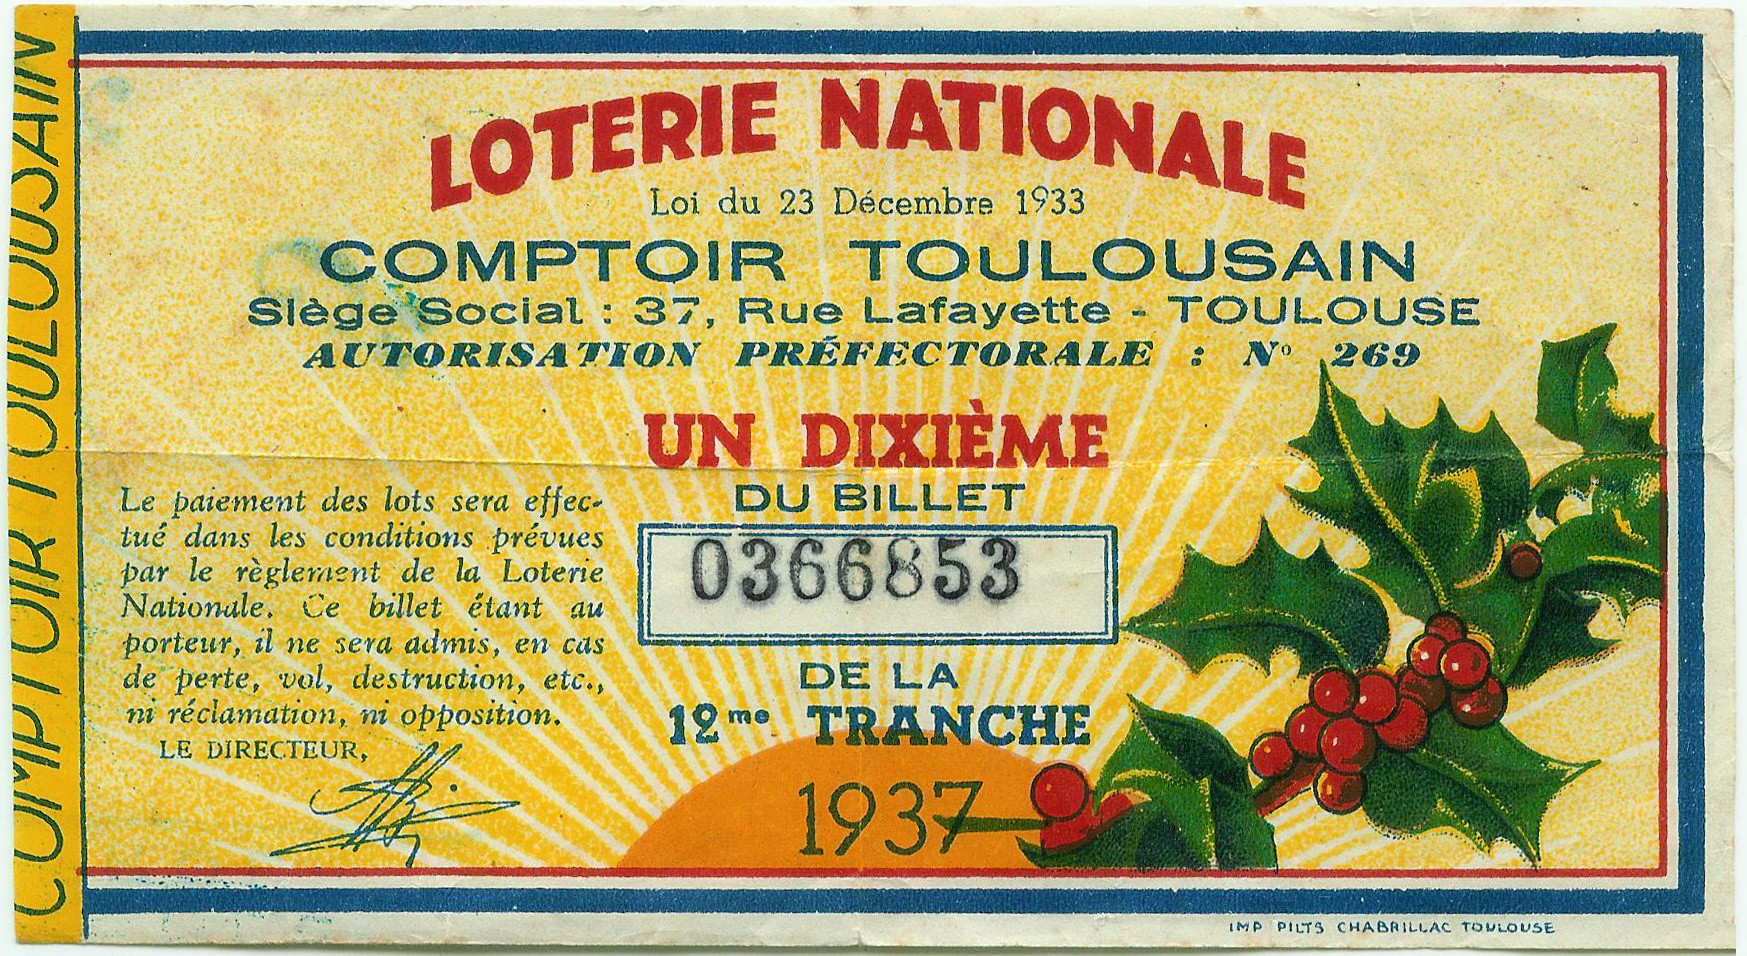 COMPTOIR TOULOUSAIN
LOTERIE NATIONALE
Loi du 23 Décembre 1933
COMPTOIR TOULOUSAIN
Siège Social : 37, Rue Lafayette - TOULOUSE
AUTORISATION PRÉFECTORALE : No 269
UN DIXIÈME
DU BILLET
0366853
DE LA
12me TRANCHE
1937
Le paiement des lots sera effec-
tué dans les conditions prévues
par le règlement de la Loterie
Nationale. Ce billet étant au
porteur, il ne sera admis, en cas
de perte, vol, destruction, etc.,
ni réclamation, ni opposition.
LE DIRECTEUR,
IMP PILTS CHABRILLAC TOULOUSE